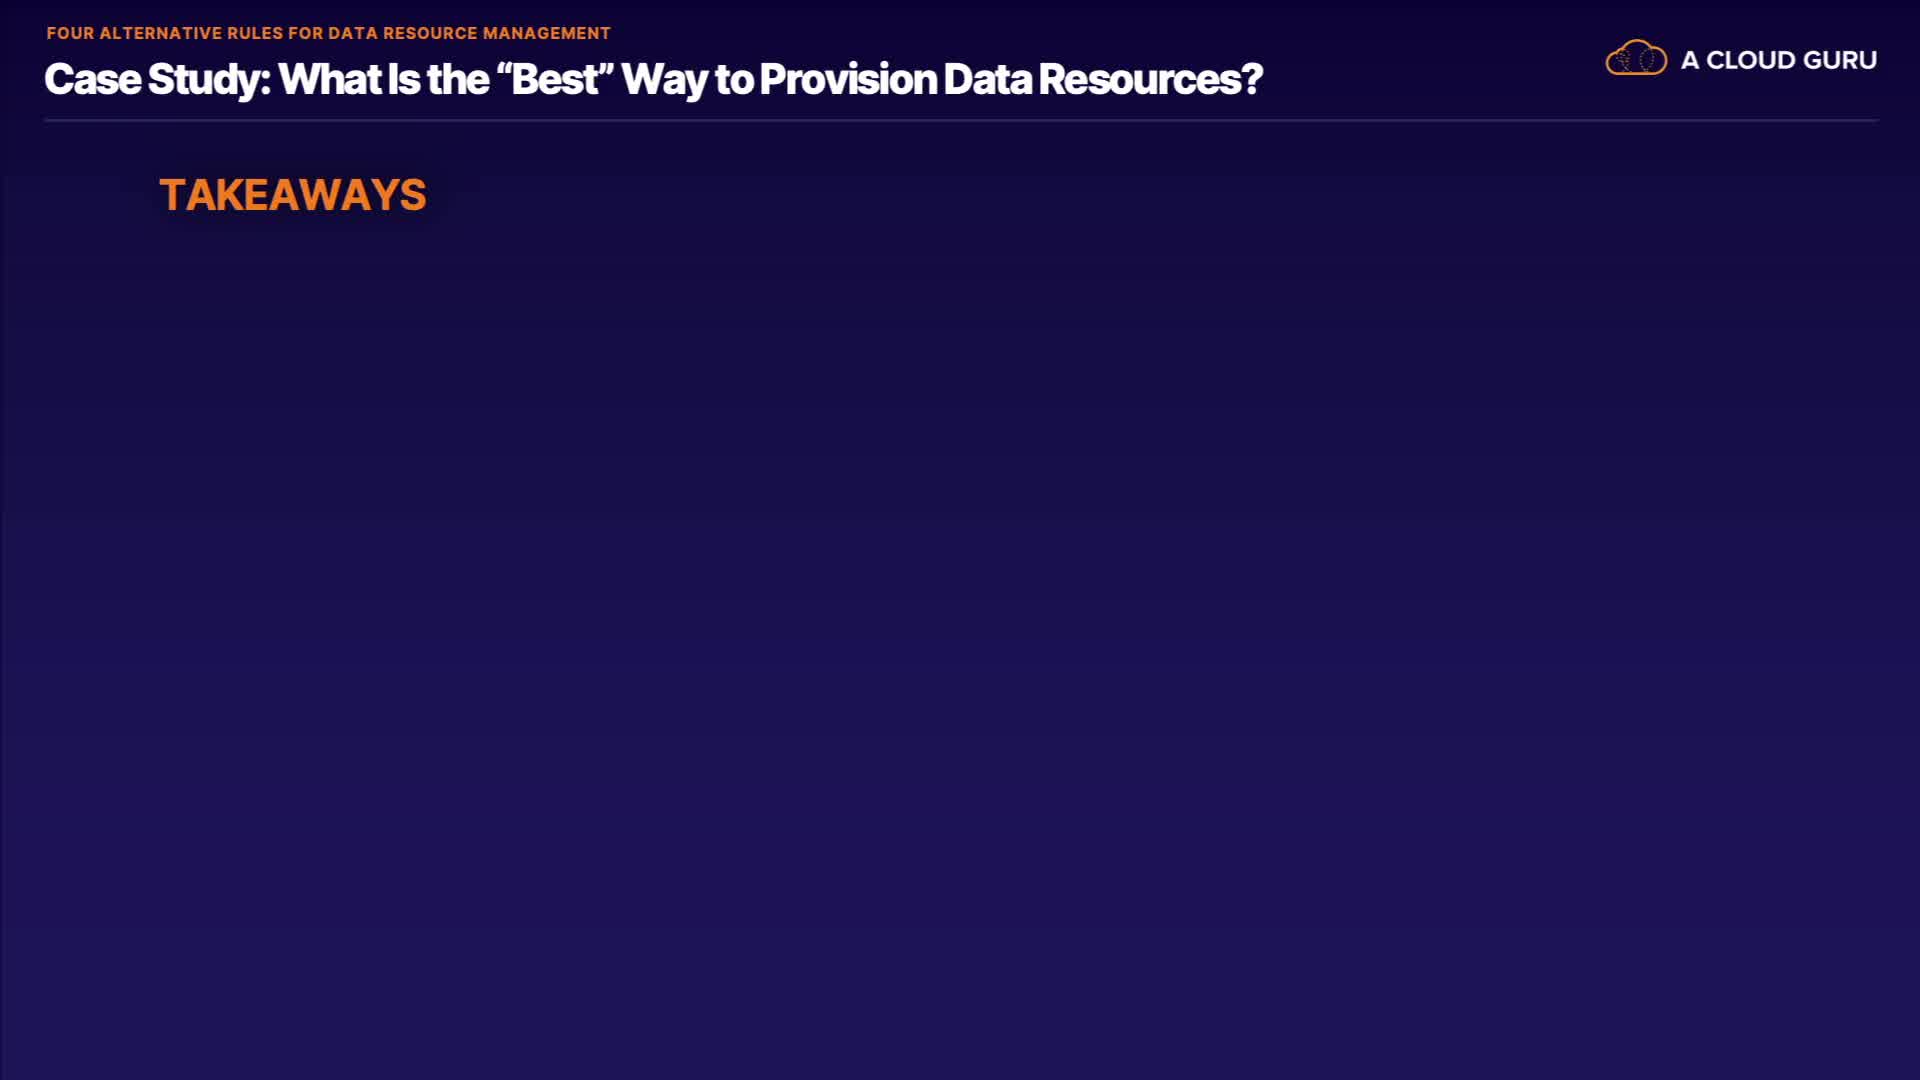 FOUR ALTERNATIVE RULES FOR DATA RESOURCE MANAGEMENT
Case Study: What Is the “Best” Way to Provision Data Resources?
A CLOUD GURU
TAKEAWAYS